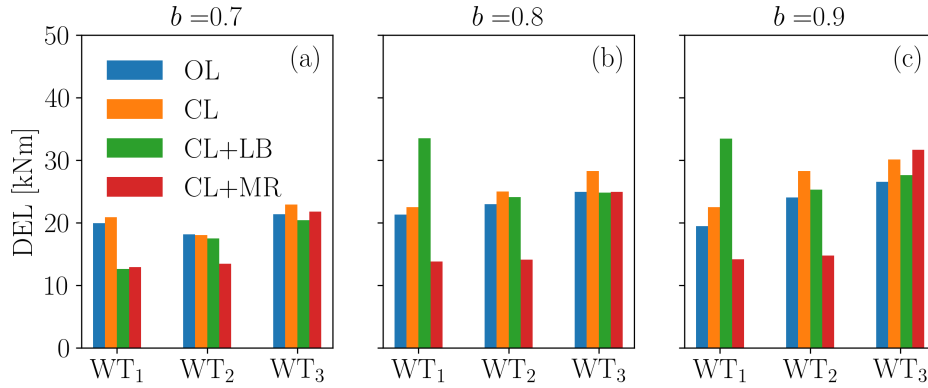 b =0.7
b =0.8
b =0.9
DEL [kNm]
50
40
30
20
10
0
(a)
(b)
(c)
OL
CL
CL+LB
CL+MR
WT₁ WT₂ WT₃
WT₁ WT₂ WT₃
WT₁ WT₂ WT₃